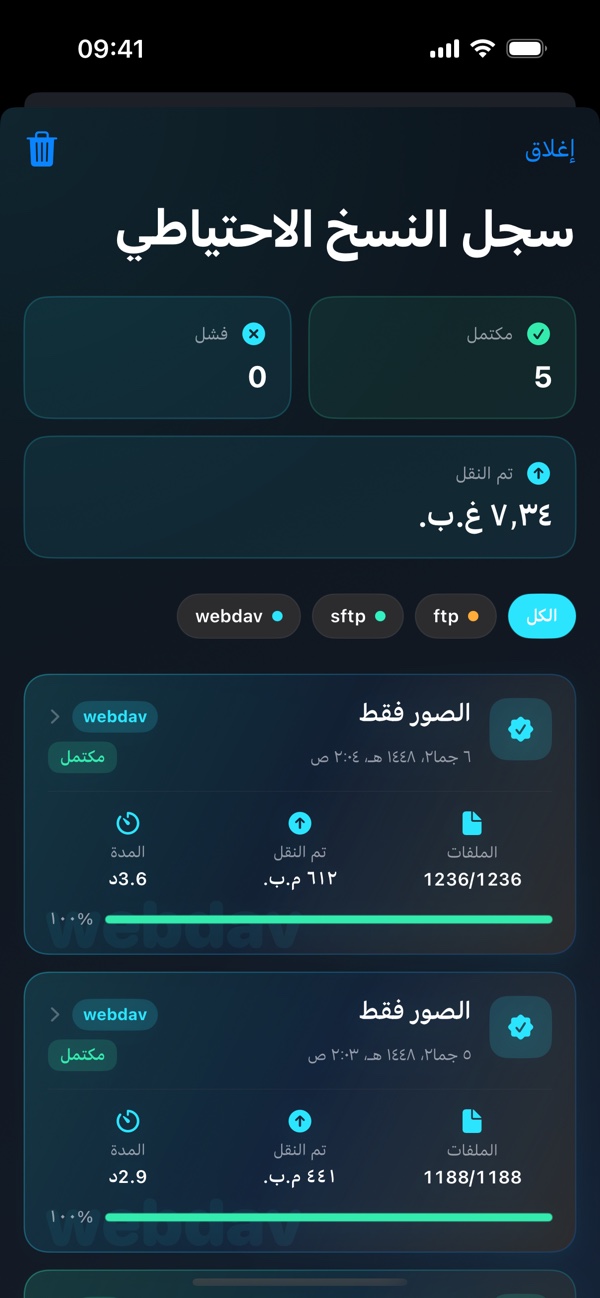 09:41
إغلاق
سجل النسخ الاحتياطي
مكتمل
5
فشل
0
تم النقل
٧٫٣٤ غ.ب.
الكل
ftp
sftp
webdav
الصور فقط
webdav
٦ جما٢، ١٤٤٨ هـ، ٢:٠٤ ص
مكتمل
الملفات
1236/1236
تم النقل
٦١٢ م.ب.
المدة
3.6د
١٠٠%
webdav
الصور فقط
webdav
٥ جما٢، ١٤٤٨ هـ، ٢:٠٣ ص
مكتمل
الملفات
1188/1188
تم النقل
٤٤١ م.ب.
المدة
2.9د
١٠٠%
webdav